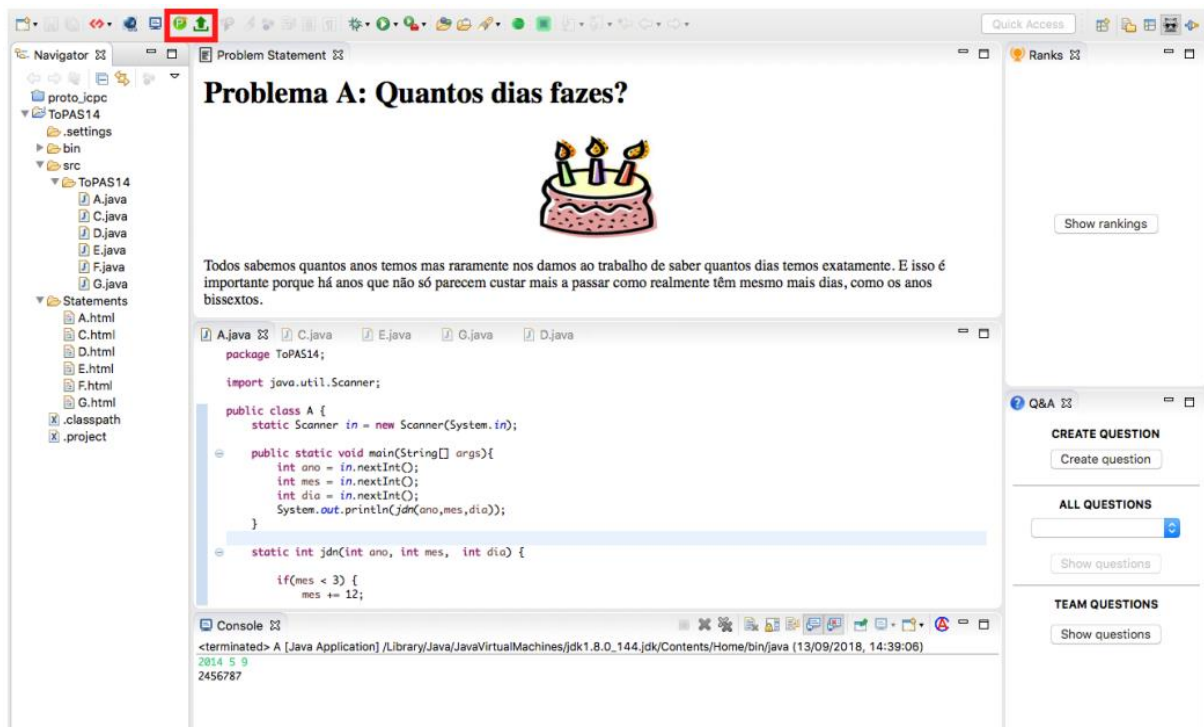 Quick Access
Navigator
proto_icpc
ToPAS14
.settings
bin
src
ToPAS14
A.java
C.java
D.java
E.java
F.java
G.java
Statements
A.html
C.html
D.html
E.html
F.html
G.html
.classpath
.project
Problem Statement
Problema A: Quantos dias fazes?
Todos sabemos quantos anos temos mas raramente nos damos ao trabalho de saber quantos dias temos exatamente. E isso é
importante porque há anos que não só parecem custar mais a passar como realmente têm mesmo mais dias, como os anos
bissextos.
A.java C.java E.java G.java D.java
package ToPAS14;
import java.util.Scanner;
public class A {
static Scanner in = new Scanner(System.in);
public static void main(String[] args){
int ano = in.nextInt();
int mes = in.nextInt();
int dia = in.nextInt();
System.out.println(jdn(ano,mes,dia));
}
static int jdn(int ano, int mes, int dia) {
if(mes < 3) {
mes += 12;
Console
<terminated> A [Java Application] /Library/Java/JavaVirtualMachines/jdk1.8.0_144.jdk/Contents/Home/bin/java (13/09/2018, 14:39:06)
2014 5 9
2456787
Ranks
Show rankings
Q&A
CREATE QUESTION
Create question
ALL QUESTIONS
Show questions
TEAM QUESTIONS
Show questions